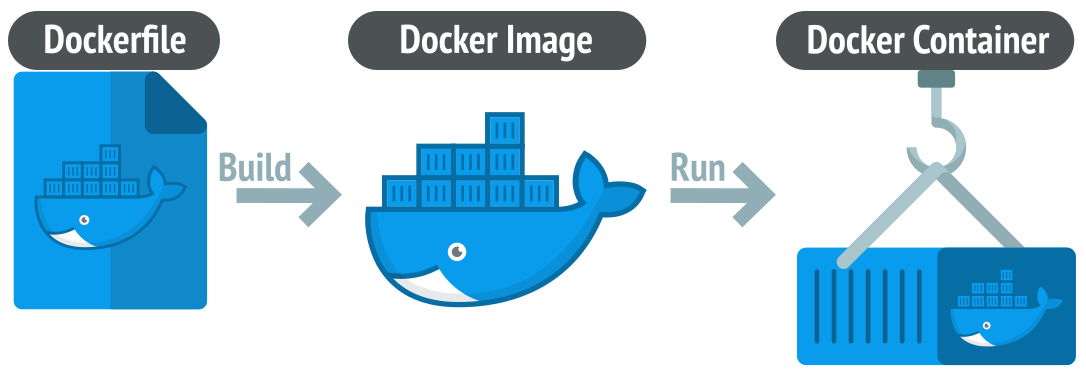 Dockerfile
Docker Image
Docker Container
Build
Run